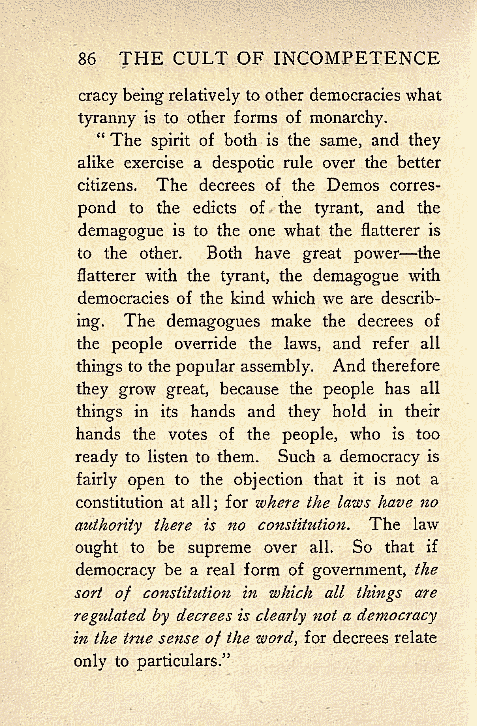 86 THE CULT OF INCOMPETENCE
cracy being relatively to other democracies what
tyranny is to other forms of monarchy.
“ The spirit of both is the same, and they
alike exercise a despotic rule over the better
citizens. The decrees of the Demos corres-
pond to the edicts of the tyrant, and the
demagogue is to the one what the flatterer is
to the other. Both have great power—the
flatterer with the tyrant, the demagogue with
democracies of the kind which we are describ-
ing. The demagogues make the decrees of
the people override the laws, and refer all
things to the popular assembly. And therefore
they grow great, because the people has all
things in its hands and they hold in their
hands the votes of the people, who is too
ready to listen to them. Such a democracy is
fairly open to the objection that it is not a
constitution at all; for where the laws have no
authority there is no constitution. The law
ought to be supreme over all. So that if
democracy be a real form of government, the
sort of constitution in which all things are
regulated by decrees is clearly not a democracy
in the true sense of the word, for decrees relate
only to particulars.”